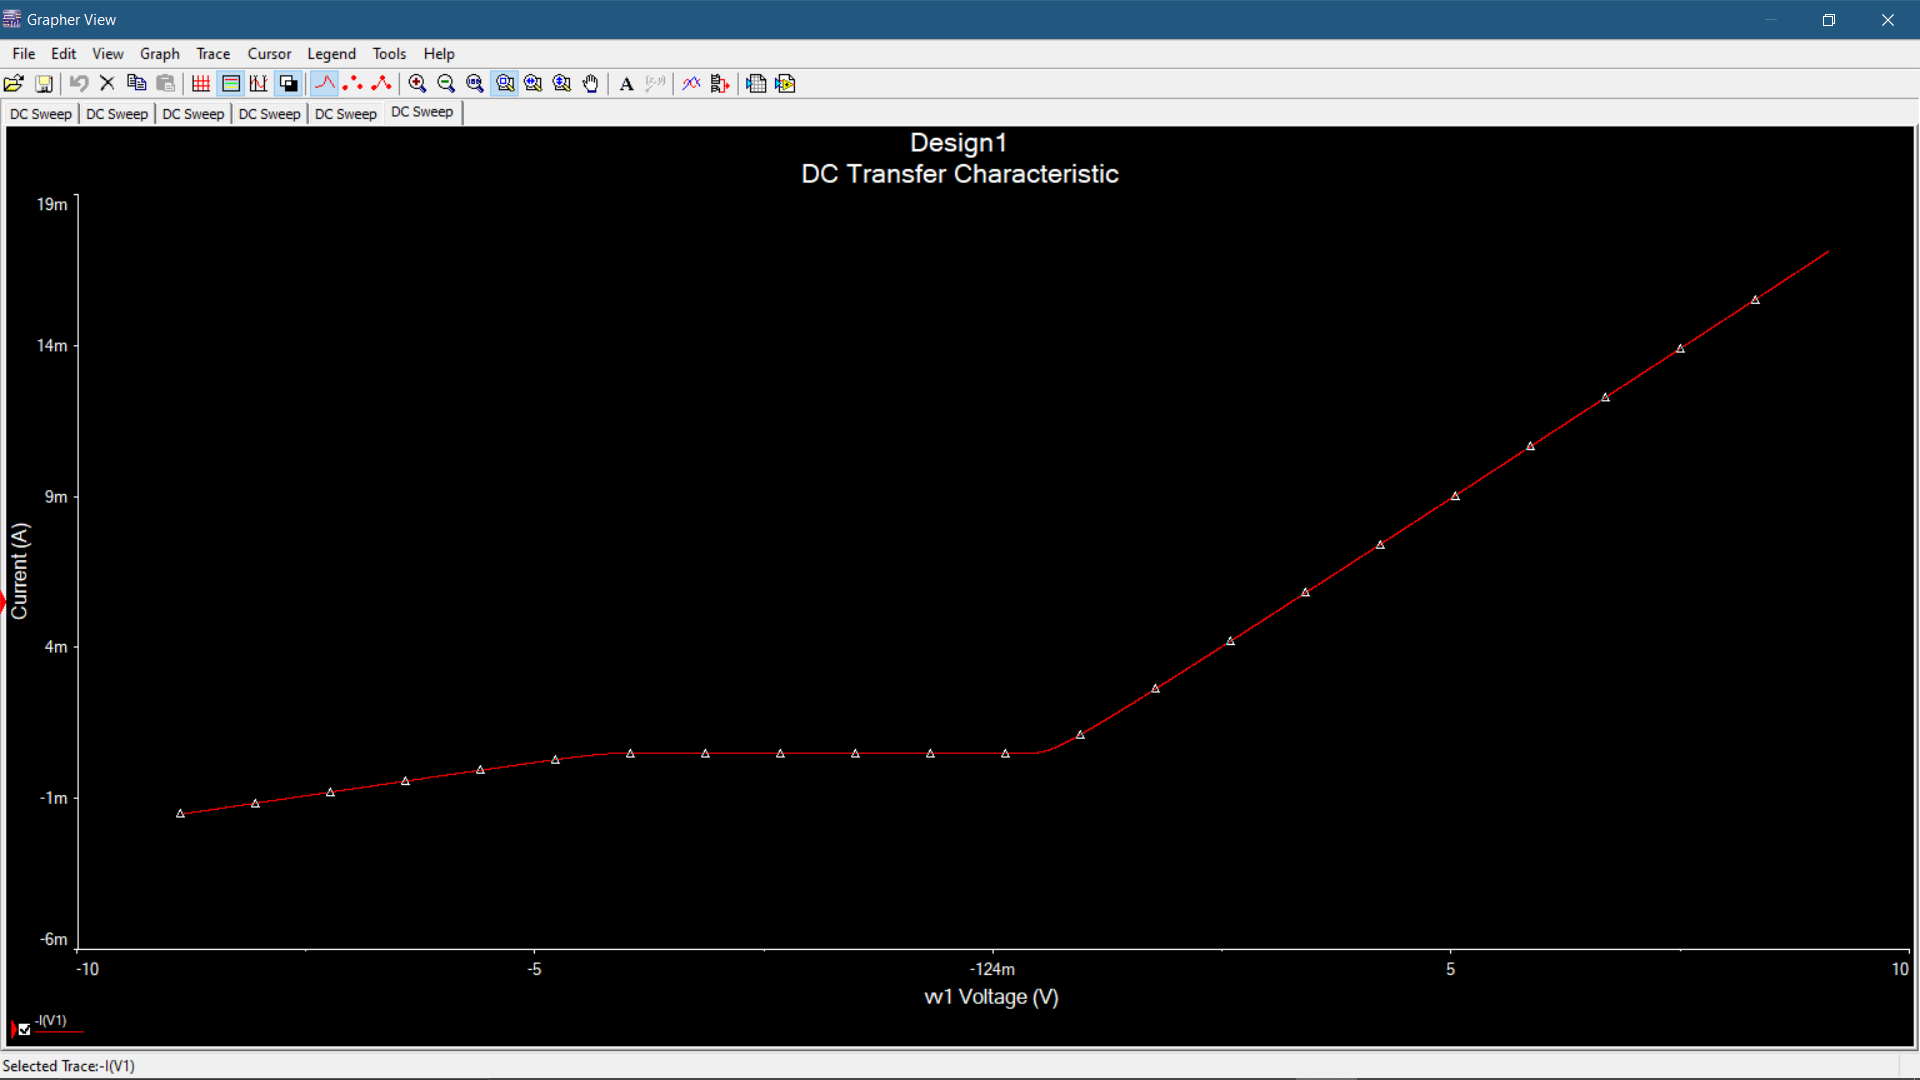 Grapher View
File Edit View Graph Trace Cursor Legend Tools Help
DC Sweep DC Sweep DC Sweep DC Sweep DC Sweep DC Sweep
Design1
DC Transfer Characteristic
19m
14m
9m
4m
-1m
-6m
Current (A)
-10 -5 -124m 5 10
vv1 Voltage (V)
-I(V1)
Selected Trace:-I(V1)